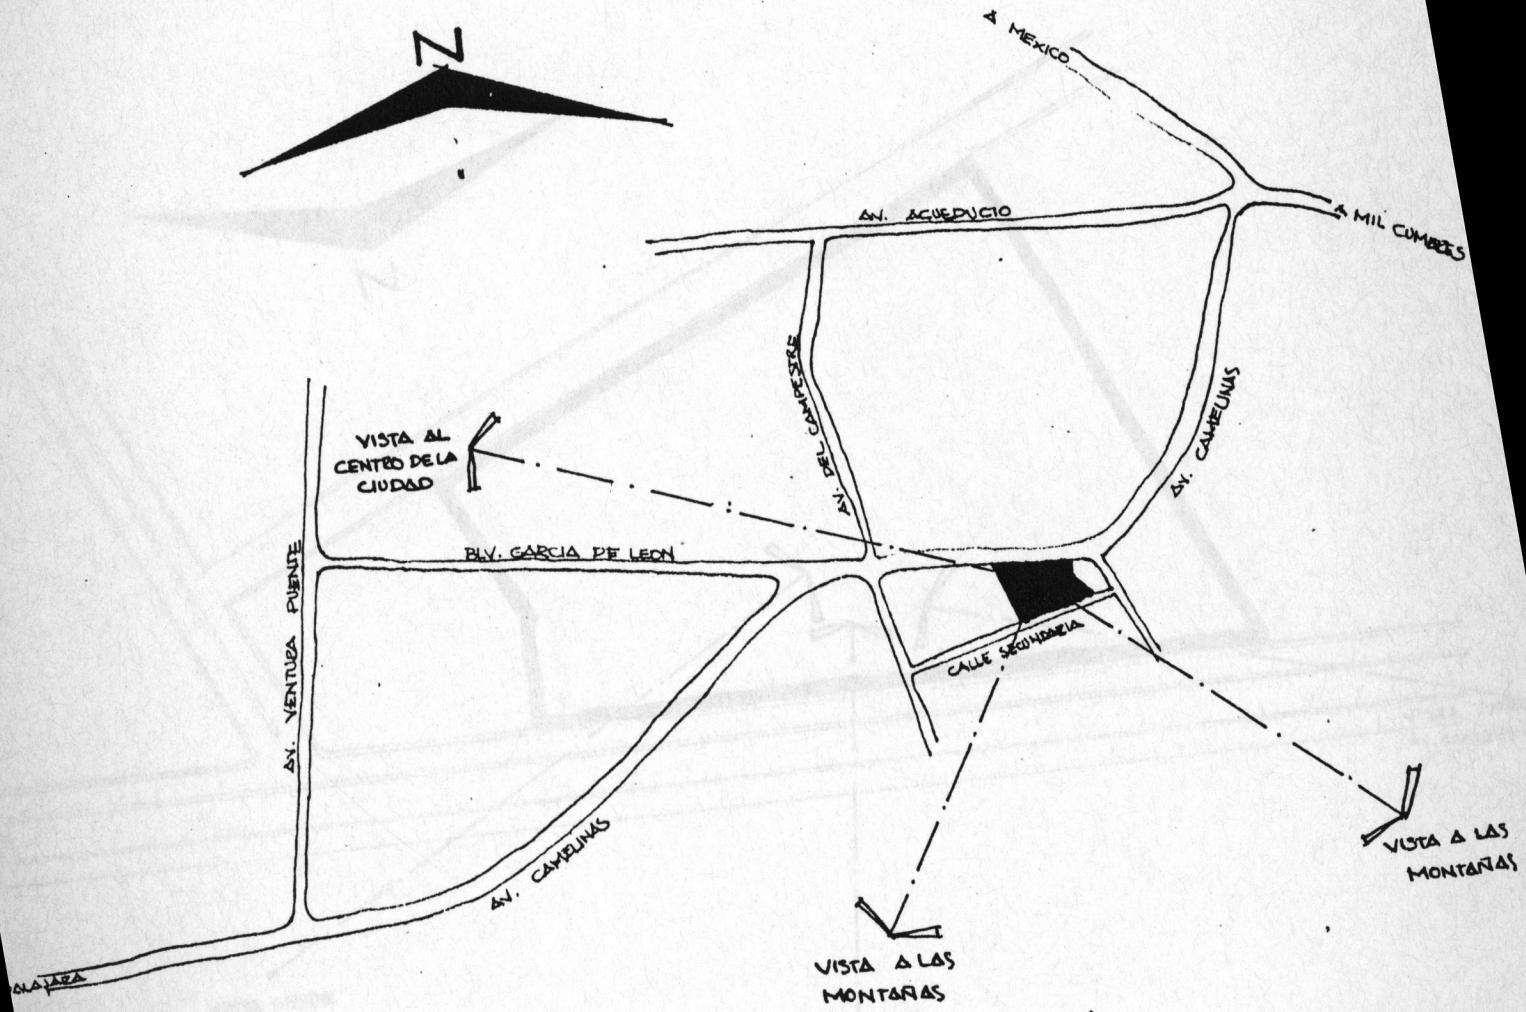 N
A MEXICO
AV. ACUEDUCTO
A MIL CUMBRES
AV. DEL CAMPESTRE
AV. CAMELINAS
VISTA AL
CENTRO DE LA
CIUDAD
BLV. GARCIA DE LEON
AV. VENTURA PUENTE
CALLE SECUNDARIA
AV. CAMELINAS
VISTA A LAS
MONTAÑAS
VISTA A LAS
MONTAÑAS
ALAJARA